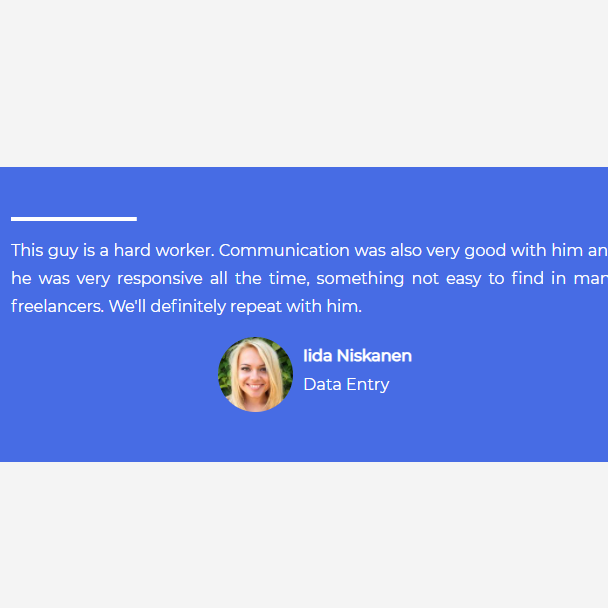 This guy is a hard worker. Communication was also very good with him an
he was very responsive all the time, something not easy to find in man
freelancers. We'll definitely repeat with him.
Iida Niskanen
Data Entry